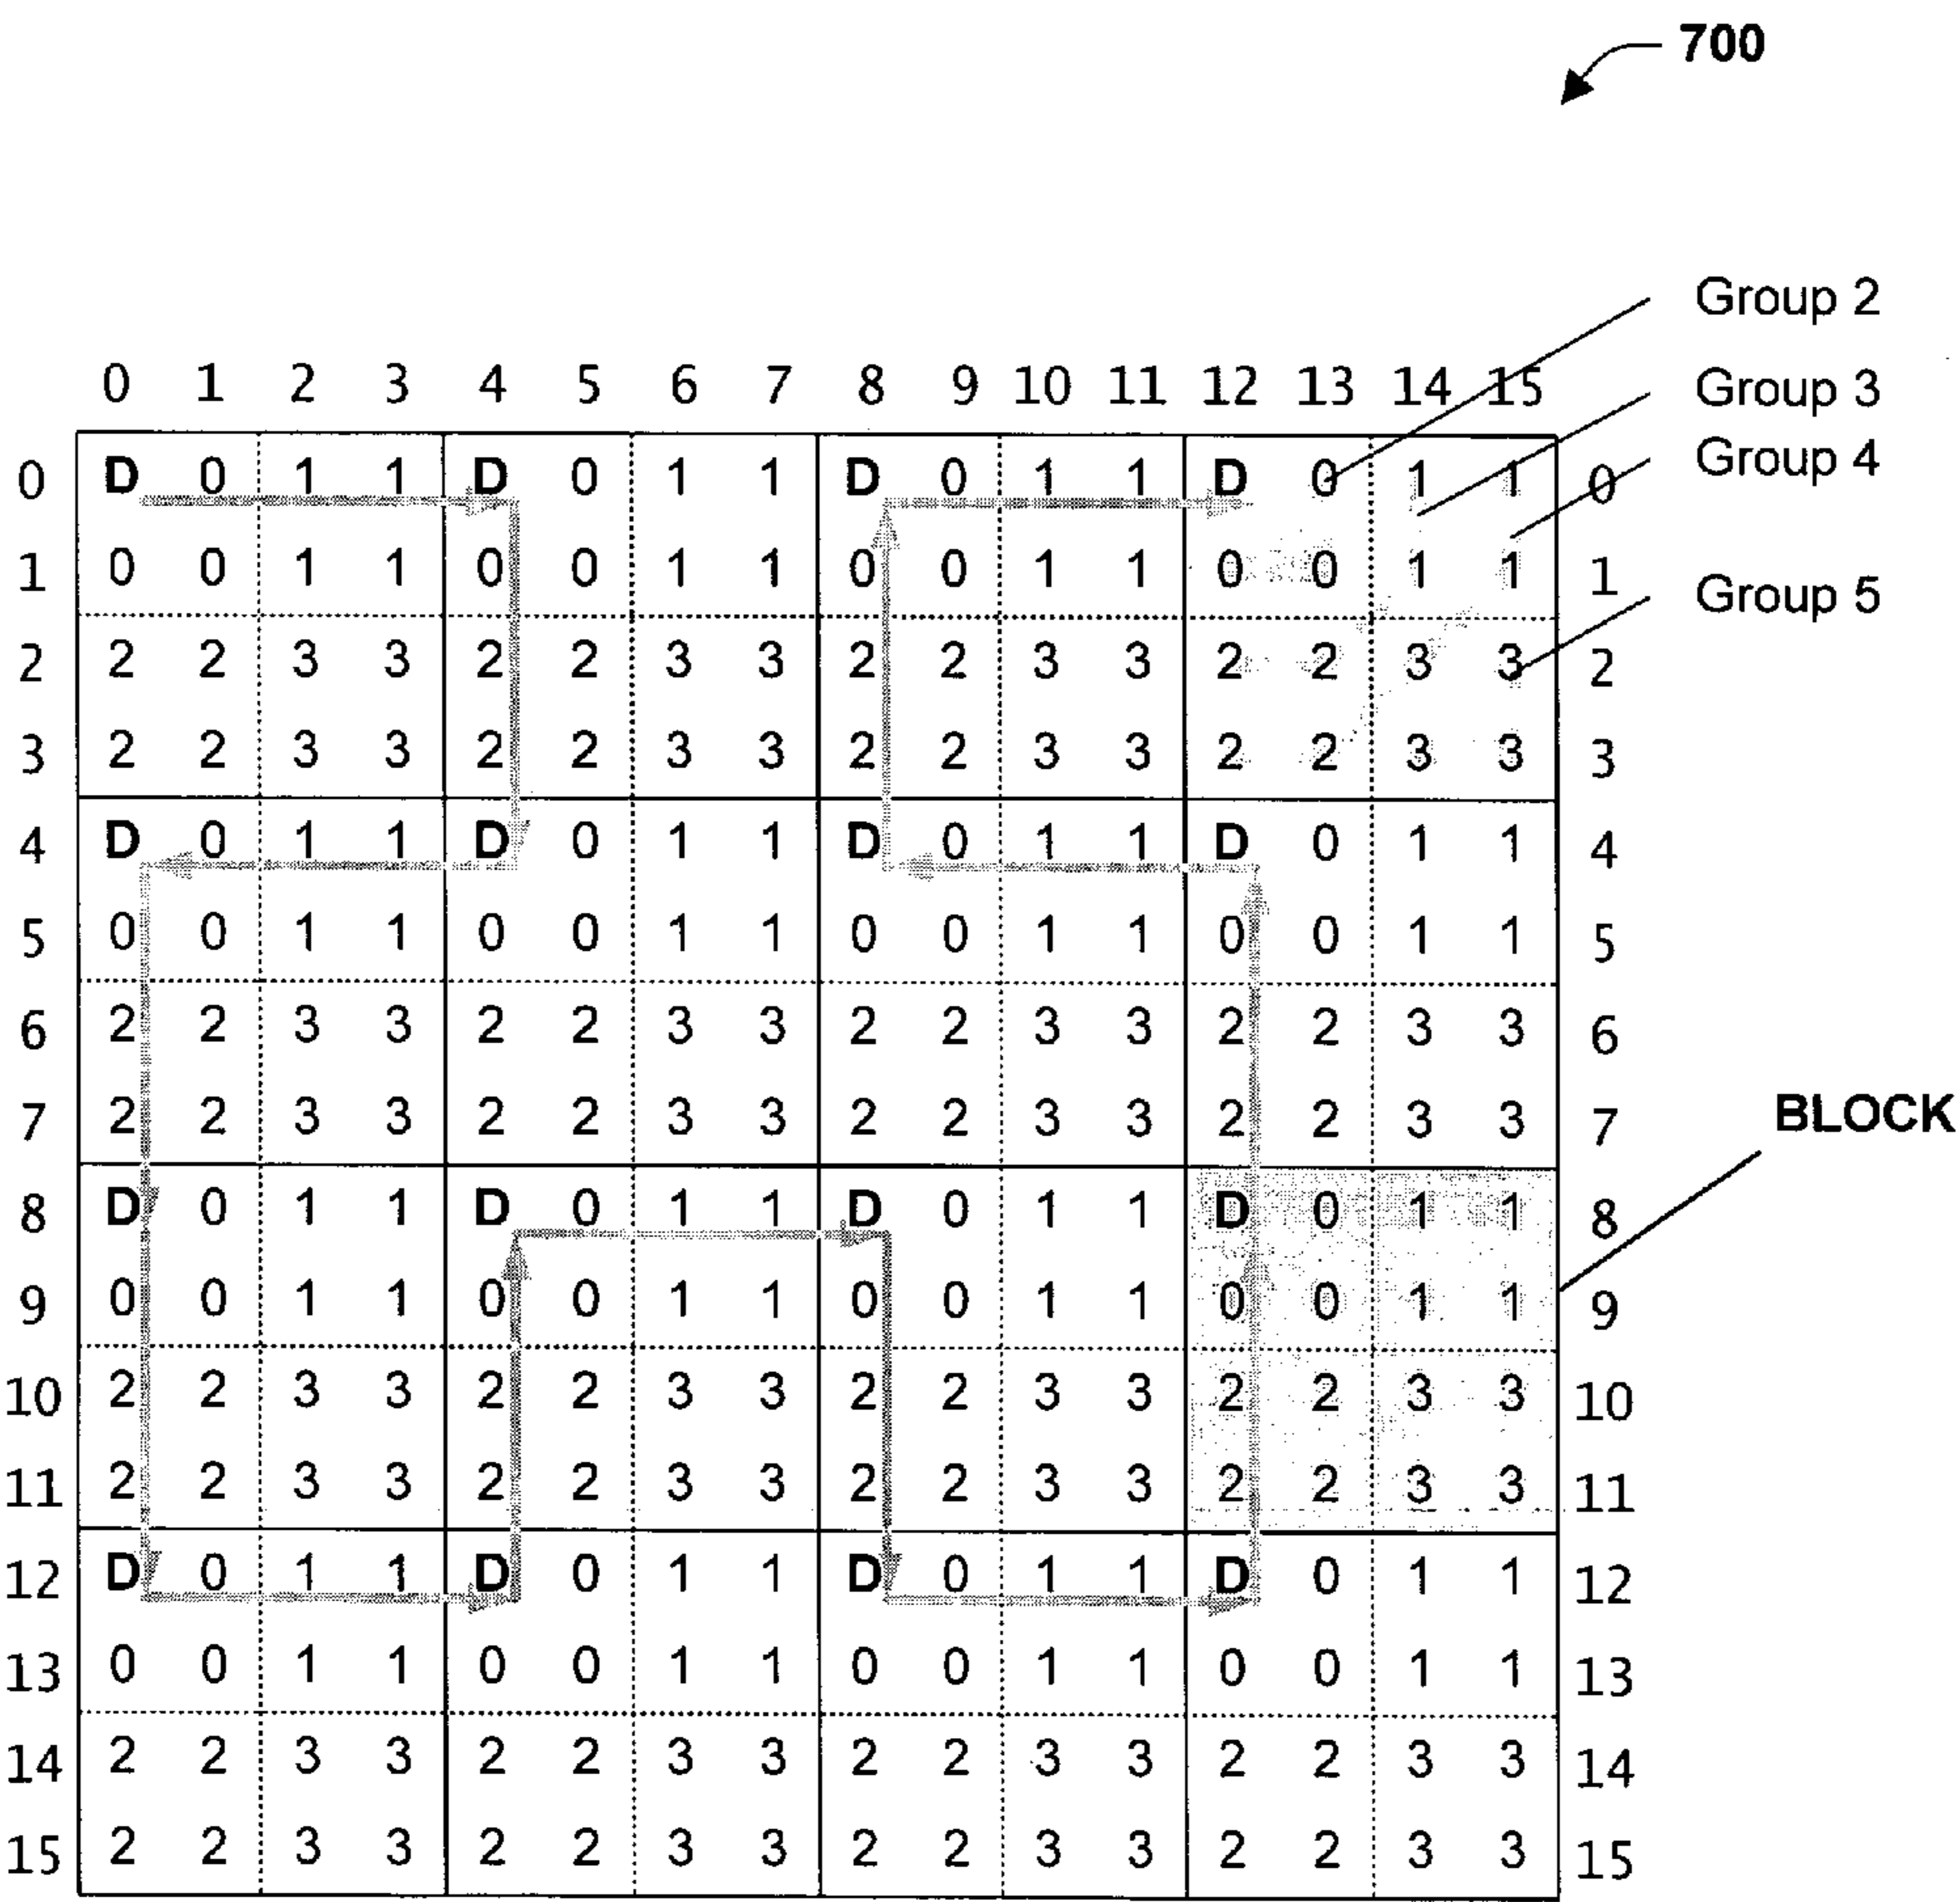 700
Group 2
Group 3
Group 4
Group 5
0 1 2 3 4 5 6 7 8 9 10 11 12 13 14 15
0 D 0 1 1 D 0 1 1 D 0 1 1 D 0 1 1 0
1 0 0 1 1 0 0 1 1 0 0 1 1 0 0 1 1 1
2 2 2 3 3 2 2 3 3 2 2 3 3 2 2 3 3 2
3 2 2 3 3 2 2 3 3 2 2 3 3 2 2 3 3 3
4 D 0 1 1 D 0 1 1 D 0 1 1 D 0 1 1 4
5 0 0 1 1 0 0 1 1 0 0 1 1 0 0 1 1 5
6 2 2 3 3 2 2 3 3 2 2 3 3 2 2 3 3 6
7 2 2 3 3 2 2 3 3 2 2 3 3 2 2 3 3 7
BLOCK
8 D 0 1 1 D 0 1 1 D 0 1 1 D 0 1 1 8
9 0 0 1 1 0 0 1 1 0 0 1 1 0 0 1 1 9
10 2 2 3 3 2 2 3 3 2 2 3 3 2 2 3 3 10
11 2 2 3 3 2 2 3 3 2 2 3 3 2 2 3 3 11
12 D 0 1 1 D 0 1 1 D 0 1 1 D 0 1 1 12
13 0 0 1 1 0 0 1 1 0 0 1 1 0 0 1 1 13
14 2 2 3 3 2 2 3 3 2 2 3 3 2 2 3 3 14
15 2 2 3 3 2 2 3 3 2 2 3 3 2 2 3 3 15